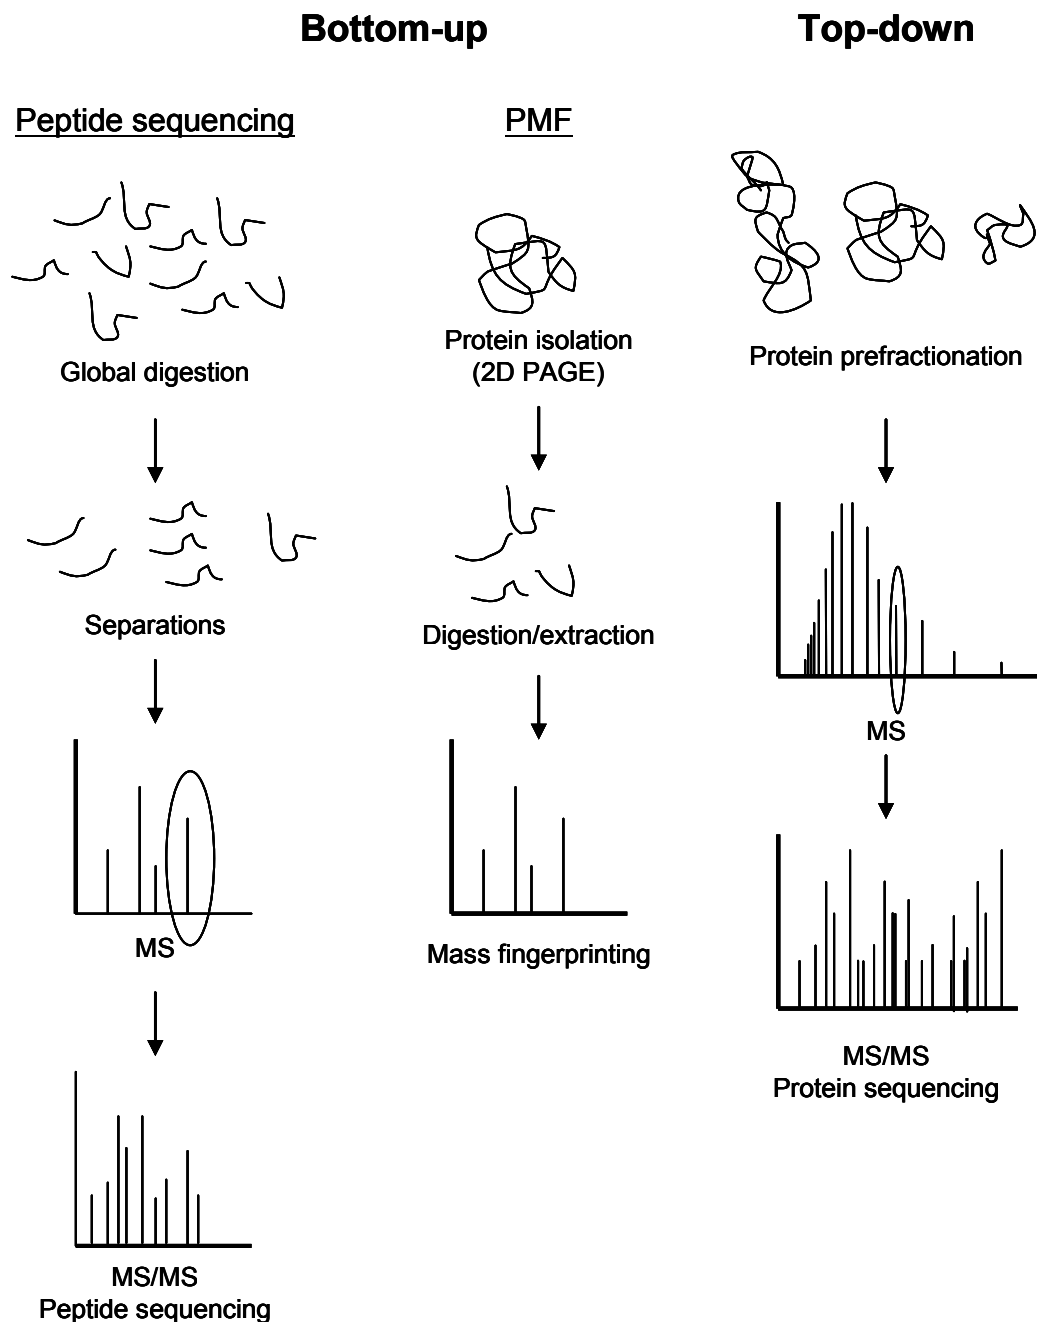 Bottom-up
Top-down
Peptide sequencing
PMF
Global digestion
Separations
MS
MS/MS
Peptide sequencing
Protein isolation
(2D PAGE)
Digestion/extraction
Mass fingerprinting
Protein prefractionation
MS
MS/MS
Protein sequencing